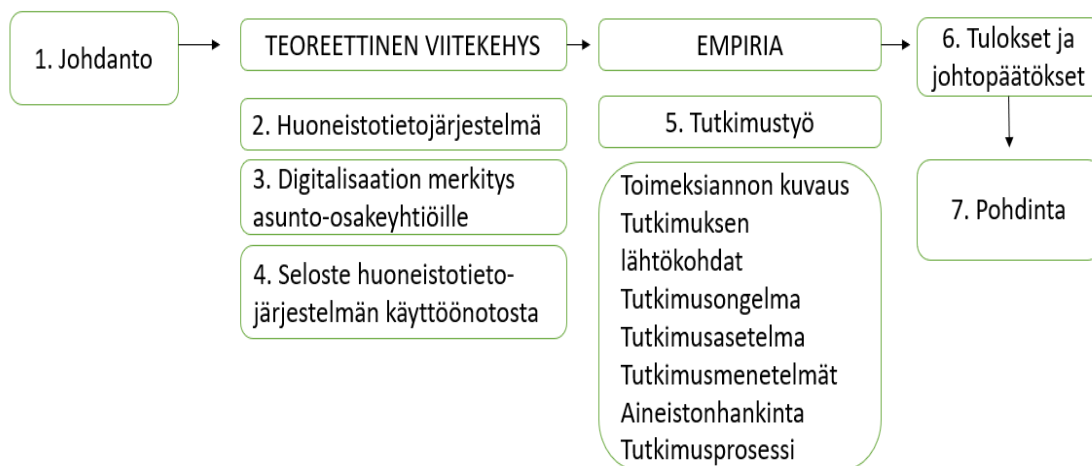 1. Johdanto
TEOREETTINEN VIITEKEHYS
2. Huoneistotietojärjestelmä
3. Digitalisaation merkitys
asunto-osakeyhtiöille
4. Seloste huoneistotieto-
järjestelmän käyttöönotosta
EMPIRIA
5. Tutkimustyö
Toimeksiannon kuvaus
Tutkimuksen
lähtökohdat
Tutkimusongelma
Tutkimusasetelma
Tutkimusmenetelmät
Aineistonhankinta
Tutkimusprosessi
6. Tulokset ja
johtopäätökset
7. Pohdinta